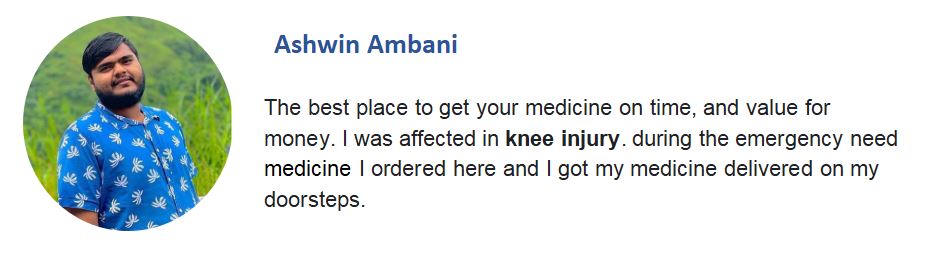 Ashwin Ambani
The best place to get your medicine on time, and value for
money. I was affected in knee injury. during the emergency need
medicine I ordered here and I got my medicine delivered on my
doorsteps.